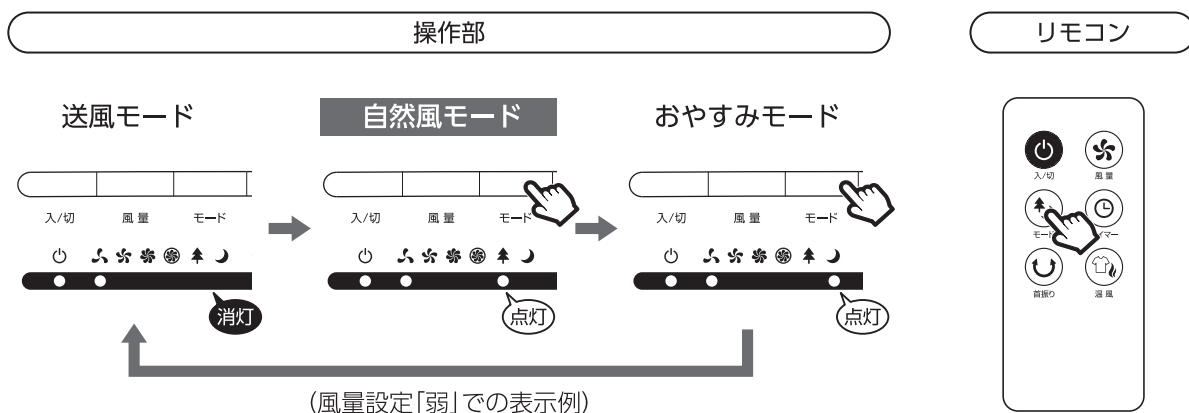 操作部
リモコン
送風モード
自然風モード
おやすみモード
入/切 風量 モード
入/切 風量 モード
入/切 風量 モード
消灯
点灯
点灯
(風量設定「弱」での表示例)
入/切 風量
モード イマー
首振り 温風